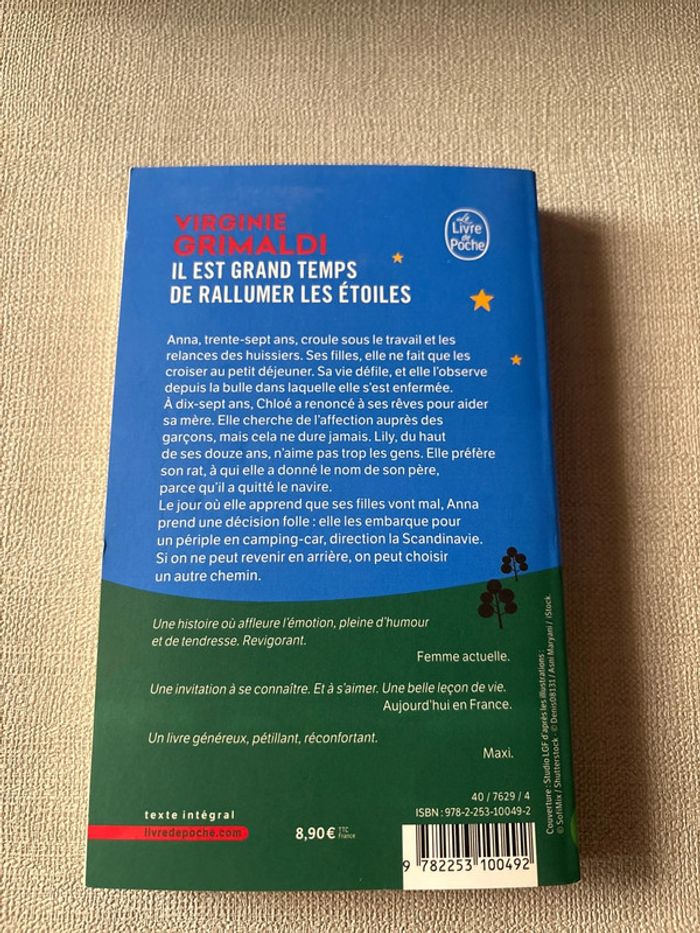 VIRGINIE
GRIMALDI
IL EST GRAND TEMPS
DE RALLUMER LES ÉTOILES
Le
Livre
de
Poche
Anna, trente-sept ans, croule sous le travail et les
relances des huissiers. Ses filles, elle ne fait que les
croiser au petit déjeuner. Sa vie défile, et elle l'observe
depuis la bulle dans laquelle elle s'est enfermée.
À dix-sept ans, Chloé a renoncé à ses rêves pour aider
sa mère. Elle cherche de l'affection auprès des
garçons, mais cela ne dure jamais. Lily, du haut
de ses douze ans, n'aime pas trop les gens. Elle préfère
son rat, à qui elle a donné le nom de son père,
parce qu'il a quitté le navire.
Le jour où elle apprend que ses filles vont mal, Anna
prend une décision folle : elle les embarque pour
un périple en camping-car, direction la Scandinavie.
Si on ne peut revenir en arrière, on peut choisir
un autre chemin.
Une histoire où affleure l'émotion, pleine d'humour
et de tendresse. Revigorant.
Femme actuelle.
Une invitation à se connaître. Et à s'aimer. Une belle leçon de vie.
Aujourd'hui en France.
Un livre généreux, pétillant, réconfortant.
Maxi.
Couverture : Studio LGF d'après les illustrations :
© SofiMix / Shutterstock. © Denis08131 / Asni Maryani / iStock.
texte intégral
livredepoche.com
8,90 € TTC
France
40 / 7629 / 4
ISBN : 978-2-253-10049-2
9 782253 100492